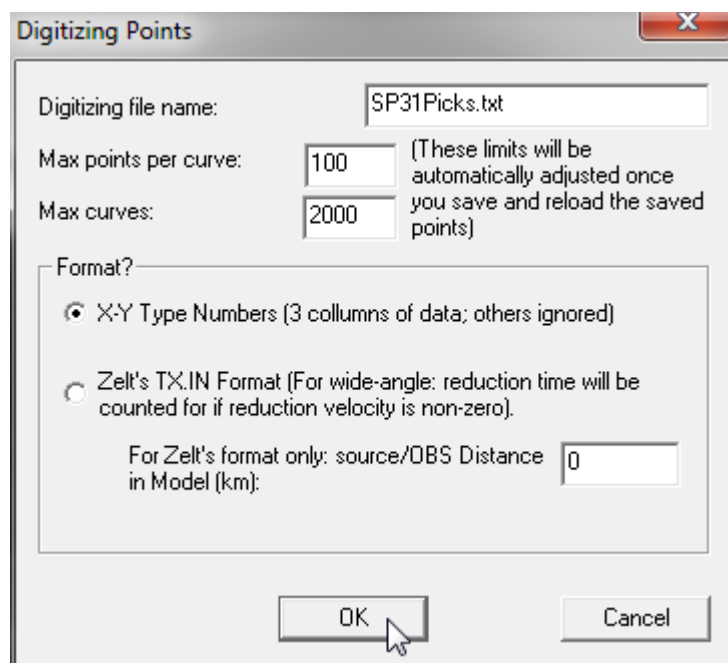 Digitizing Points
Digitizing file name:
SP31Picks.txt
Max points per curve:
100
(These limits will be
automatically adjusted once
you save and reload the saved
points)
Max curves:
2000
Format?
X-Y Type Numbers (3 collumns of data; others ignored)
Zelt's TX.IN Format (For wide-angle: reduction time will be
counted for if reduction velocity is non-zero).
For Zelt's format only: source/OBS Distance
in Model (km):
0
OK
Cancel